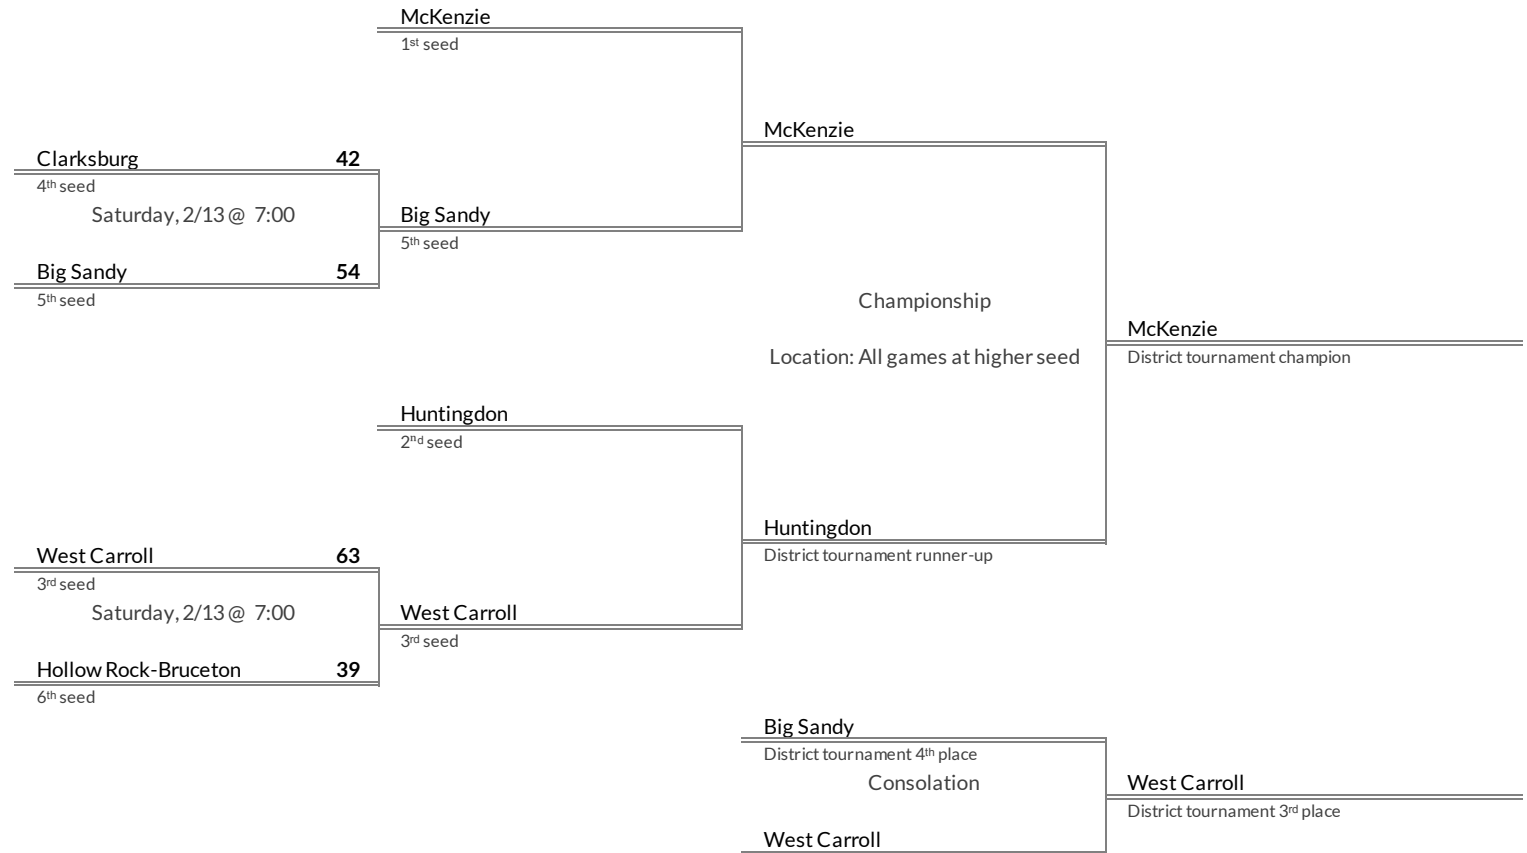 McKenzie
1st seed
McKenzie
Clarksburg 42
4th seed
Saturday, 2/13 @ 7:00
Big Sandy
5th seed
Big Sandy 54
5th seed
Championship
McKenzie
District tournament champion
Location: All games at higher seed
Huntingdon
2nd seed
Huntingdon
District tournament runner-up
West Carroll 63
3rd seed
Saturday, 2/13 @ 7:00
West Carroll
3rd seed
Hollow Rock-Bruceton 39
6th seed
Big Sandy
District tournament 4th place
Consolation
West Carroll
District tournament 3rd place
West Carroll